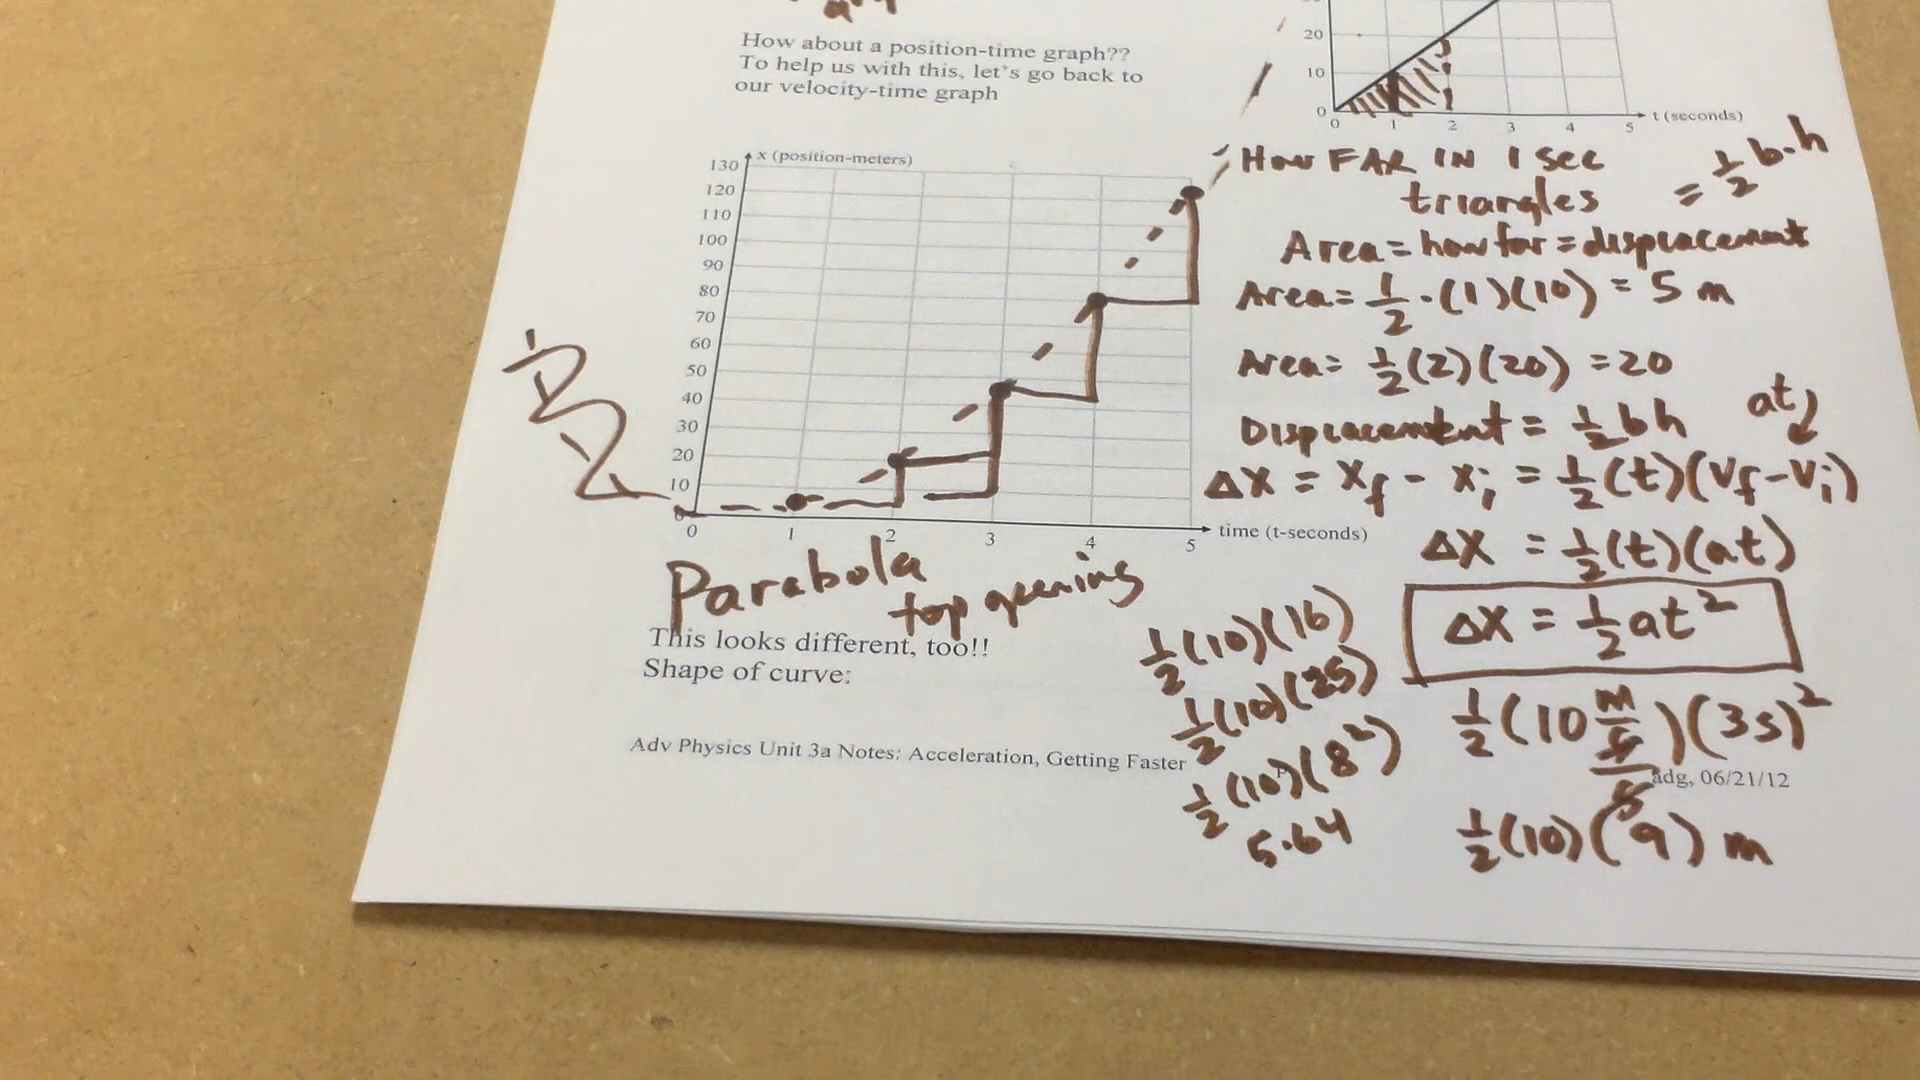 How about a position-time graph??
To help us with this, let's go back to
our velocity-time graph
20
10
0
0 1 2 3 4 5
t (seconds)
x (position-meters)
130
120
110
100
90
80
70
60
50
40
30
20
10
0
0 1 2 3 4 5
time (t-seconds)
How FAR IN 1 sec
triangles = 1/2 b·h
Area = how far = displacement
Area = 1/2 · (1)(10) = 5 m
Area = 1/2 (2)(20) = 20
Displacement = 1/2 bh
at
Δx = xf - xi = 1/2 (t)(vf - vi)
Δx = 1/2 (t)(at)
Δx = 1/2 at²
1/2 (10 m/s/s)(3s)²
1/2 (10)(9) m
1/2 (10)(16)
1/2 (10)(25)
1/2 (10)(8²)
5·64
Parabola
top opening
This looks different, too!!
Shape of curve:
Adv Physics Unit 3a Notes: Acceleration, Getting Faster
adg, 06/21/12